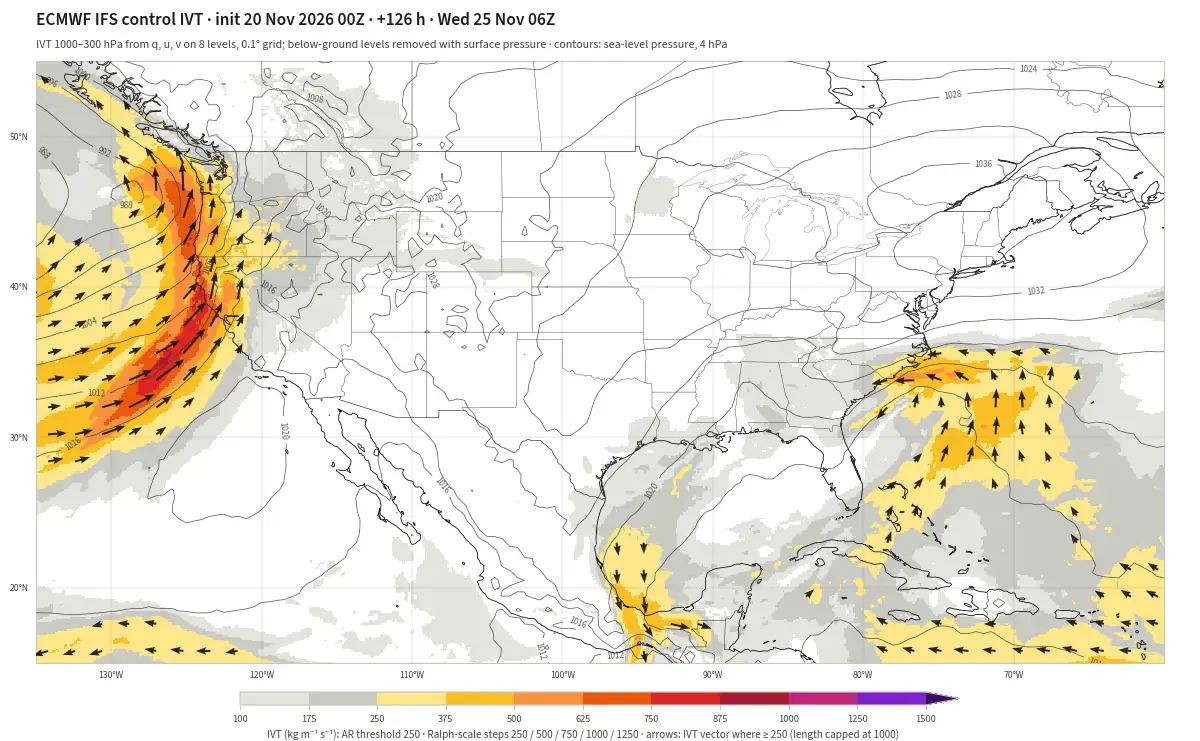 ECMWF IFS control IVT · init 20 Nov 2026 00Z · +126 h · Wed 25 Nov 06Z
IVT 1000–300 hPa from q, u, v on 8 levels, 0.1° grid; below-ground levels removed with surface pressure · contours: sea-level pressure, 4 hPa
1024
1008
1028
50°N
992
988
1036
1020
988
1020
1020
40°N
1028
1016
1032
1004
1012
30°N
1016
1020
1016
1020
20°N
1016
1012
1012
130°W 120°W 110°W 100°W 90°W 80°W 70°W
100 175 250 375 500 625 750 875 1000 1250 1500
IVT (kg m⁻¹ s⁻¹): AR threshold 250 · Ralph-scale steps 250 / 500 / 750 / 1000 / 1250 · arrows: IVT vector where ≥ 250 (length capped at 1000)